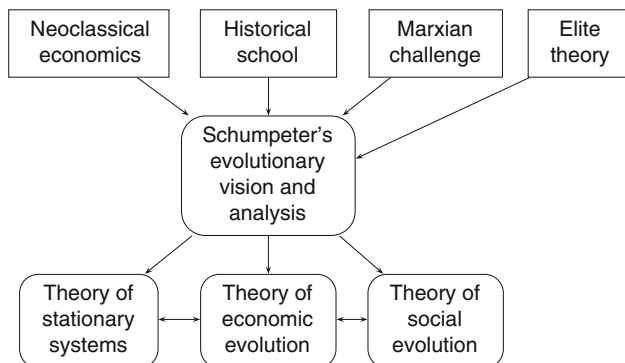 Neoclassical
economics
Historical
school
Marxian
challenge
Elite
theory
Schumpeter's
evolutionary
vision and
analysis
Theory of
stationary
systems
Theory of
economic
evolution
Theory of
social
evolution